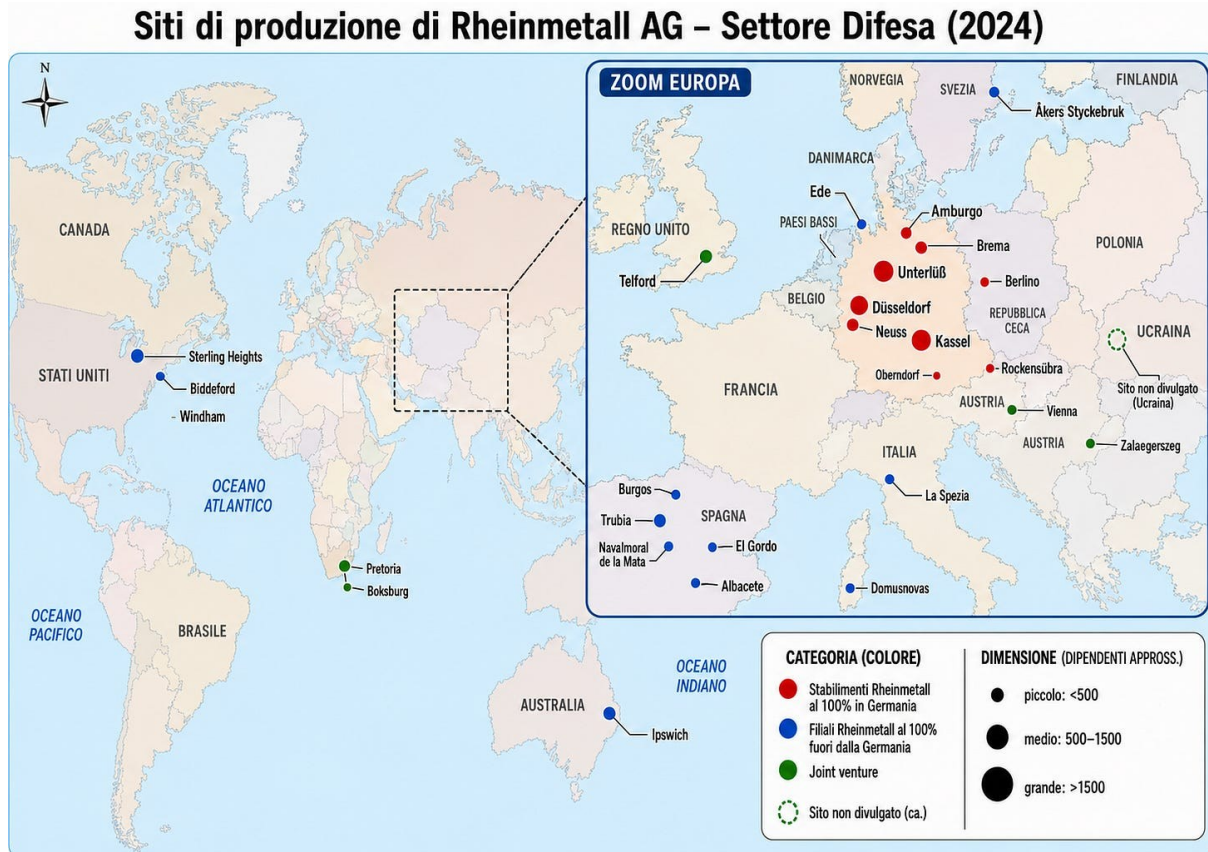 Siti di produzione di Rheinmetall AG – Settore Difesa (2024)
N
CANADA
STATI UNITI
Sterling Heights
Biddeford
- Windham
OCEANO
ATLANTICO
OCEANO
PACIFICO
BRASILE
Pretoria
Boksburg
AUSTRALIA
Ipswich
OCEANO
INDIANO
ZOOM EUROPA
NORVEGIA
SVEZIA
FINLANDIA
Åkers Styckebruk
DANIMARCA
Ede
PAESI BASSI
REGNO UNITO
Telford
Amburgo
Brema
Unterlüß
Berlino
POLONIA
BELGIO
Düsseldorf
Neuss
Kassel
REPUBBLICA
CECA
UCRAINA
Sito non divulgato
(Ucraina)
Oberndorf
Rockensübra
FRANCIA
AUSTRIA
Vienna
AUSTRIA
Zalaegerszeg
ITALIA
La Spezia
Burgos
Trubia
SPAGNA
Navalmoral
de la Mata
El Gordo
Albacete
Domusnovas
CATEGORIA (COLORE)
Stabilimenti Rheinmetall
al 100% in Germania
Filiali Rheinmetall al 100%
fuori dalla Germania
Joint venture
Sito non divulgato (ca.)
DIMENSIONE (DIPENDENTI APPROSS.)
piccolo: <500
medio: 500–1500
grande: >1500